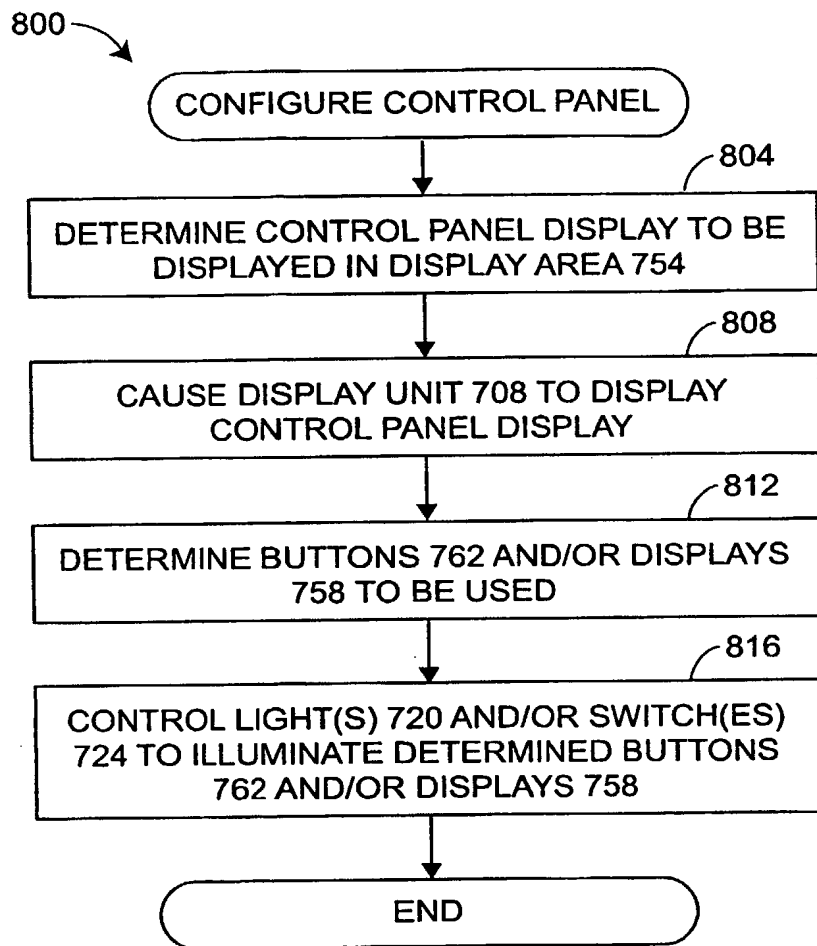 800
CONFIGURE CONTROL PANEL
804
DETERMINE CONTROL PANEL DISPLAY TO BE
DISPLAYED IN DISPLAY AREA 754
808
CAUSE DISPLAY UNIT 708 TO DISPLAY
CONTROL PANEL DISPLAY
812
DETERMINE BUTTONS 762 AND/OR DISPLAYS
758 TO BE USED
816
CONTROL LIGHT(S) 720 AND/OR SWITCH(ES)
724 TO ILLUMINATE DETERMINED BUTTONS
762 AND/OR DISPLAYS 758
END